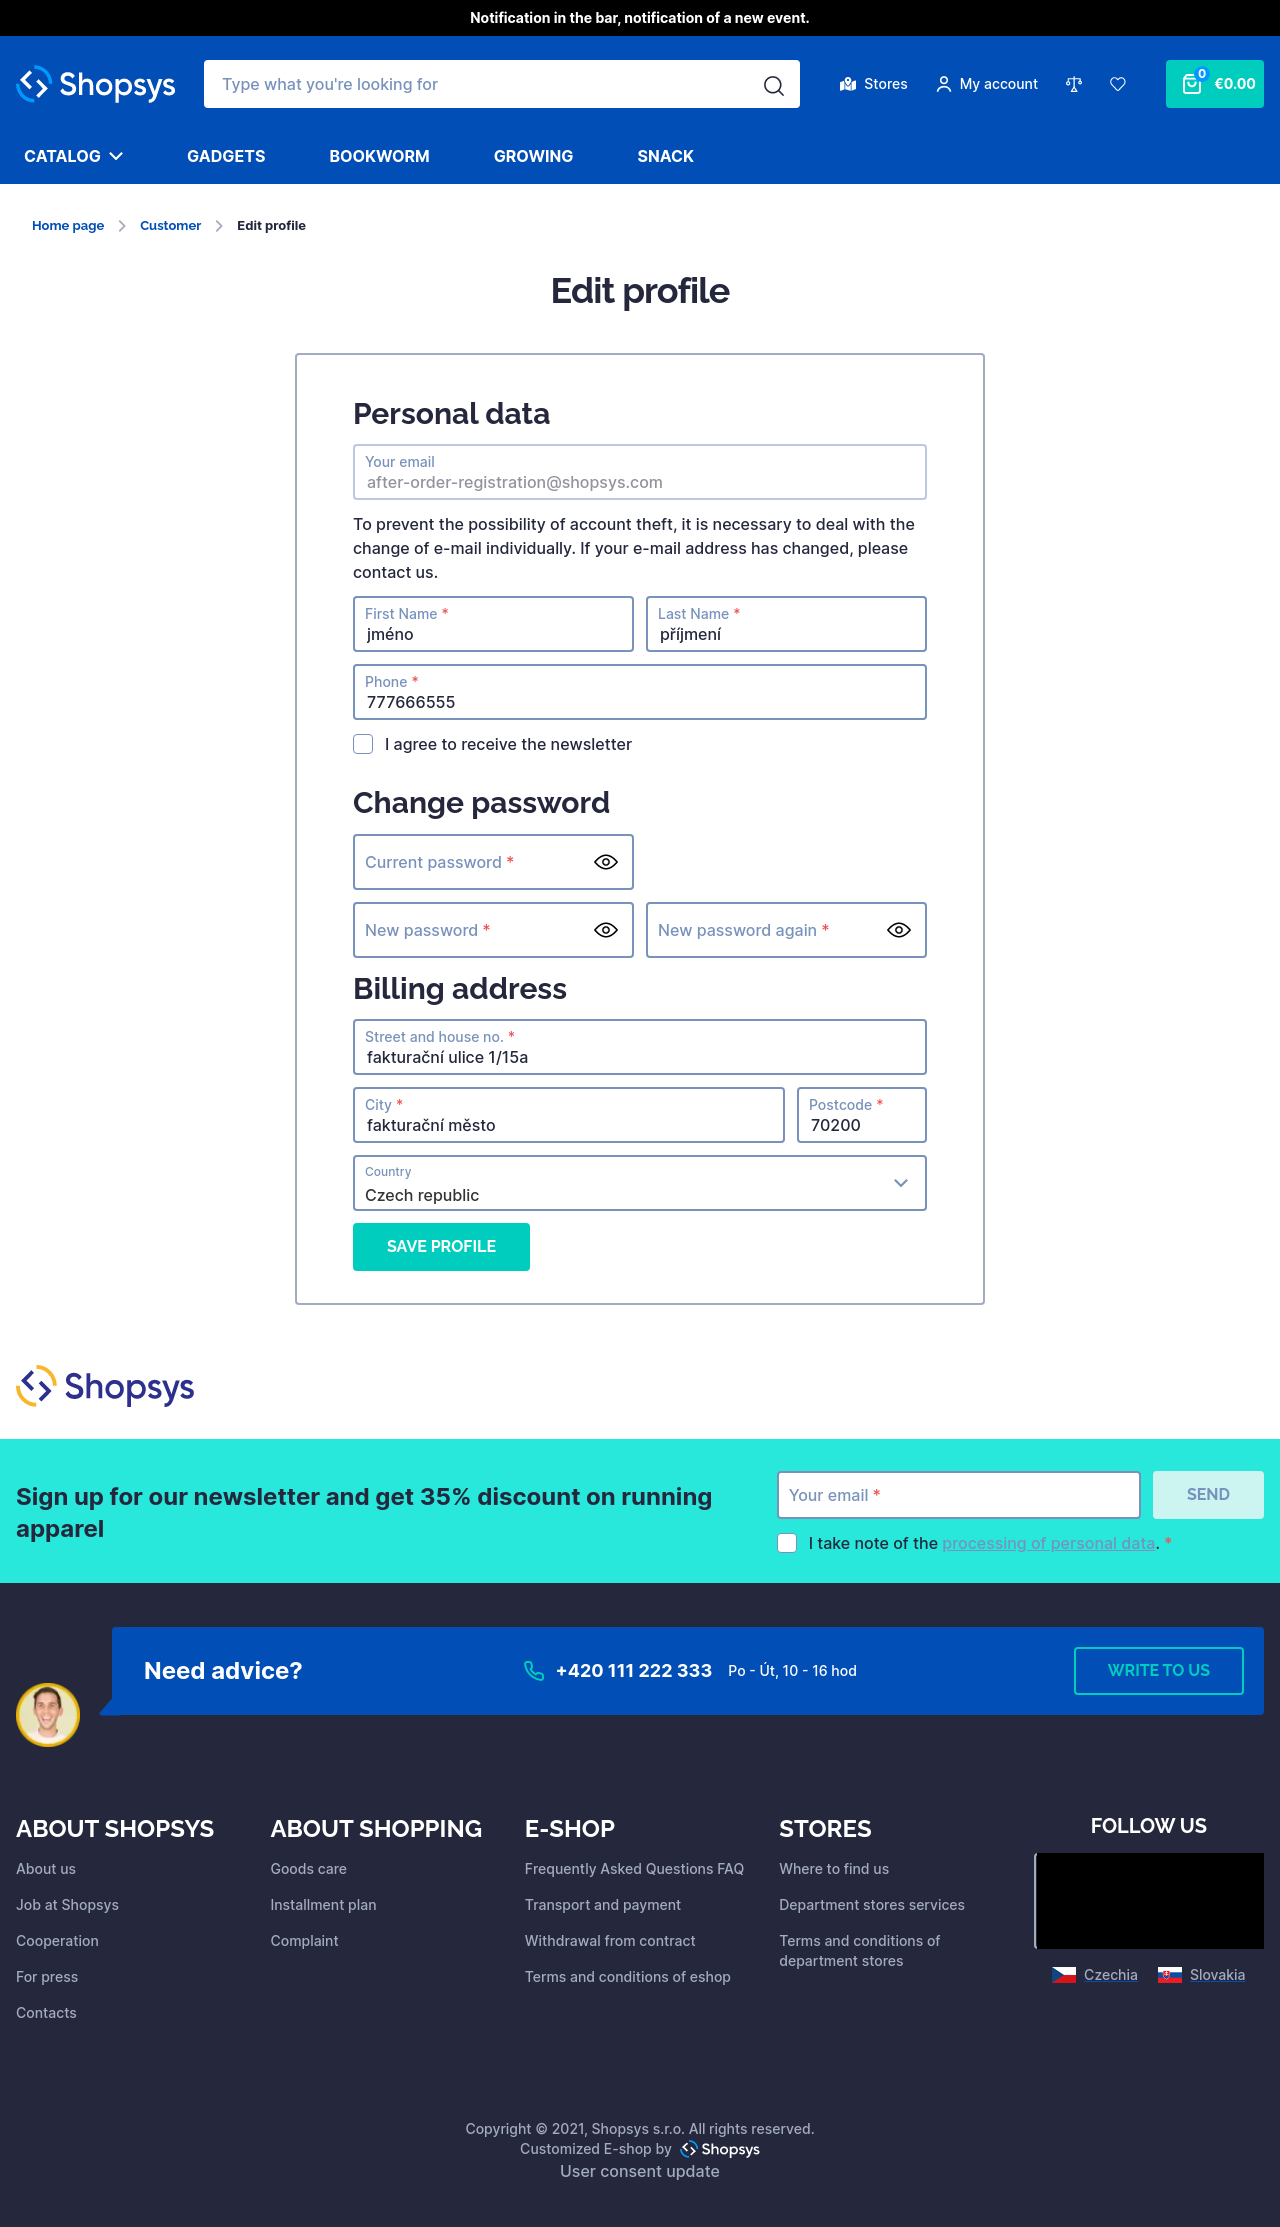 Notification in the bar, notification of a new event.
Shopsys
Type what you're looking for
Stores
My account
0
€0.00
CATALOG
GADGETS
BOOKWORM
GROWING
SNACK
Home page
Customer
Edit profile
Edit profile
Personal data
Your email
after-order-registration@shopsys.com
To prevent the possibility of account theft, it is necessary to deal with the
change of e-mail individually. If your e-mail address has changed, please
contact us.
First Name *
jméno
Last Name *
příjmení
Phone *
777666555
I agree to receive the newsletter
Change password
Current password *
New password *
New password again *
Billing address
Street and house no. *
fakturační ulice 1/15a
City *
fakturační město
Postcode *
70200
Country
Czech republic
SAVE PROFILE
Shopsys
Sign up for our newsletter and get 35% discount on running
apparel
Your email *
SEND
I take note of the processing of personal data. *
Need advice?
+420 111 222 333
Po - Út, 10 - 16 hod
WRITE TO US
ABOUT SHOPSYS
About us
Job at Shopsys
Cooperation
For press
Contacts
ABOUT SHOPPING
Goods care
Installment plan
Complaint
E-SHOP
Frequently Asked Questions FAQ
Transport and payment
Withdrawal from contract
Terms and conditions of eshop
STORES
Where to find us
Department stores services
Terms and conditions of
department stores
FOLLOW US
Czechia
Slovakia
Copyright © 2021, Shopsys s.r.o. All rights reserved.
Customized E-shop by Shopsys
User consent update